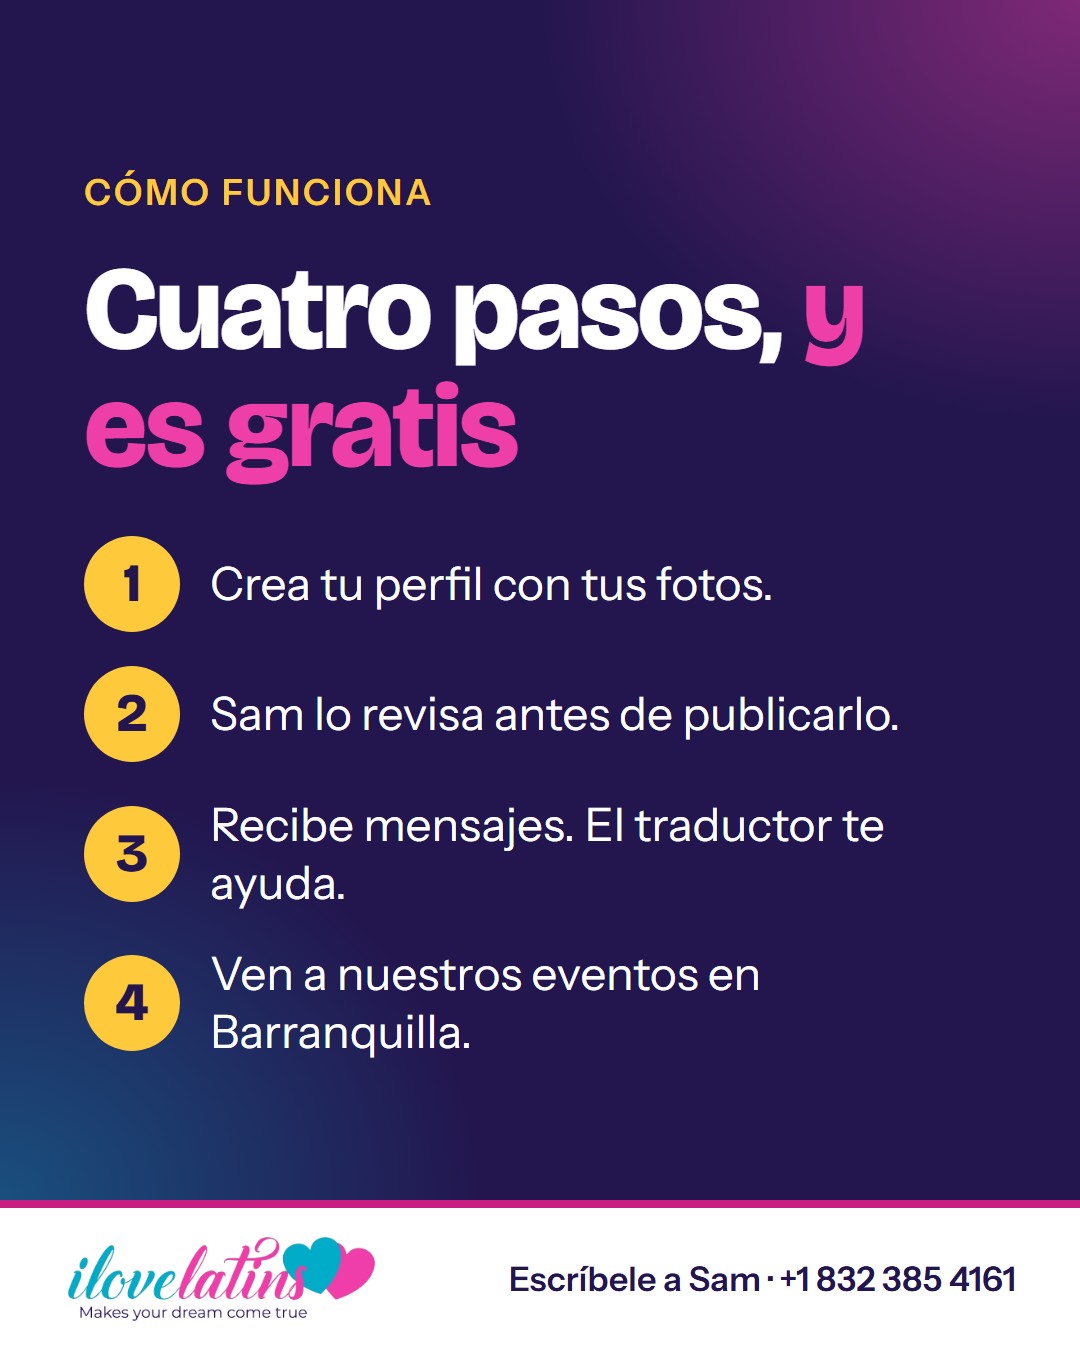 CÓMO FUNCIONA
Cuatro pasos, y
es gratis
1
Crea tu perfil con tus fotos.
2
Sam lo revisa antes de publicarlo.
3
Recibe mensajes. El traductor te
ayuda.
4
Ven a nuestros eventos en
Barranquilla.
ilovelatins
Makes your dream come true
Escríbele a Sam · +1 832 385 4161